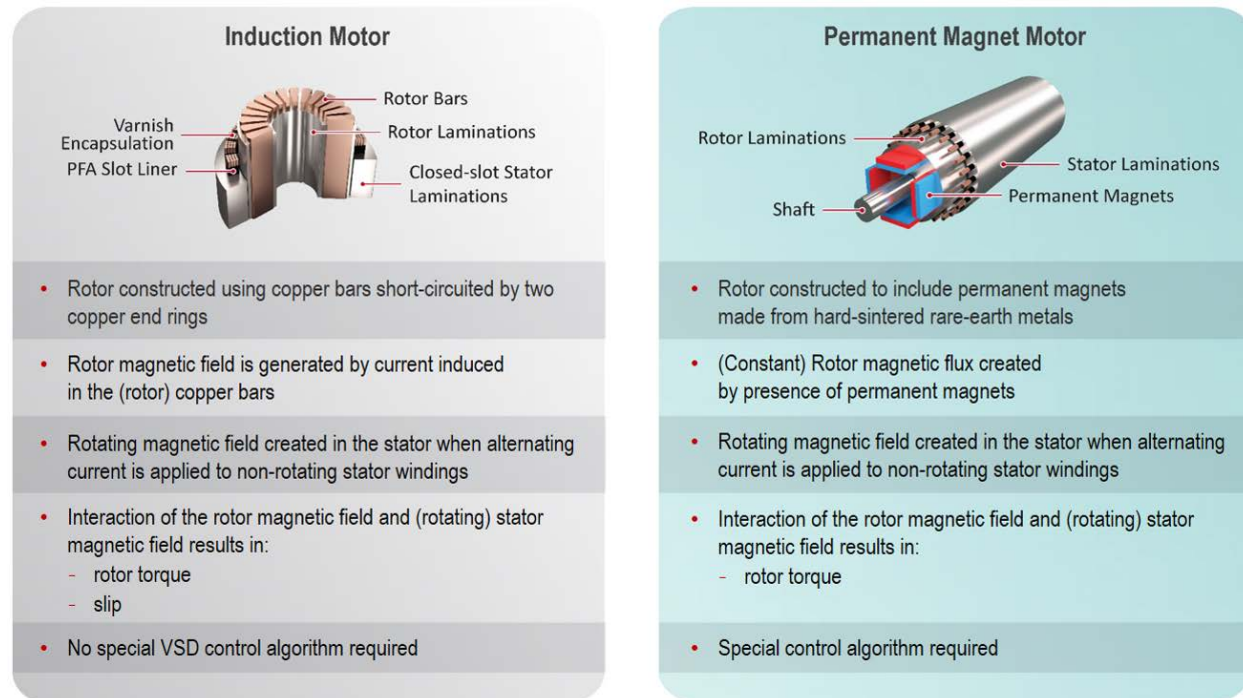 Induction Motor
Rotor Bars
Varnish
Encapsulation
Rotor Laminations
PFA Slot Liner
Closed-slot Stator
Laminations
• Rotor constructed using copper bars short-circuited by two
copper end rings
• Rotor magnetic field is generated by current induced
in the (rotor) copper bars
• Rotating magnetic field created in the stator when alternating
current is applied to non-rotating stator windings
• Interaction of the rotor magnetic field and (rotating) stator
magnetic field results in:
- rotor torque
- slip
• No special VSD control algorithm required
Permanent Magnet Motor
Rotor Laminations
Stator Laminations
Permanent Magnets
Shaft
• Rotor constructed to include permanent magnets
made from hard-sintered rare-earth metals
• (Constant) Rotor magnetic flux created
by presence of permanent magnets
• Rotating magnetic field created in the stator when alternating
current is applied to non-rotating stator windings
• Interaction of the rotor magnetic field and (rotating) stator
magnetic field results in:
- rotor torque
• Special control algorithm required